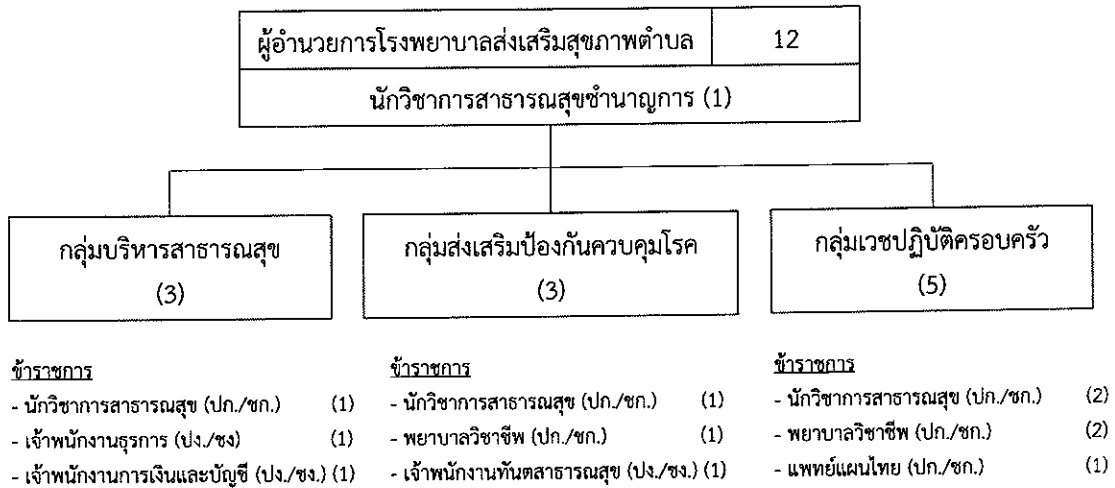 ผู้อำนวยการโรงพยาบาลส่งเสริมสุขภาพตำบล 12
นักวิชาการสาธารณสุขชำนาญการ (1)
กลุ่มบริหารสาธารณสุข
(3)
กลุ่มส่งเสริมป้องกันควบคุมโรค
(3)
กลุ่มเวชปฏิบัติครอบครัว
(5)
ข้าราชการ
- นักวิชาการสาธารณสุข (ปก./ชก.) (1)
- เจ้าพนักงานธุรการ (ปง./ชง) (1)
- เจ้าพนักงานการเงินและบัญชี (ปง./ชง.) (1)
ข้าราชการ
- นักวิชาการสาธารณสุข (ปก./ชก.) (1)
- พยาบาลวิชาชีพ (ปก./ชก.) (1)
- เจ้าพนักงานทันตสาธารณสุข (ปง./ชง.) (1)
ข้าราชการ
- นักวิชาการสาธารณสุข (ปก./ชก.) (2)
- พยาบาลวิชาชีพ (ปก./ชก.) (2)
- แพทย์แผนไทย (ปก./ชก.) (1)